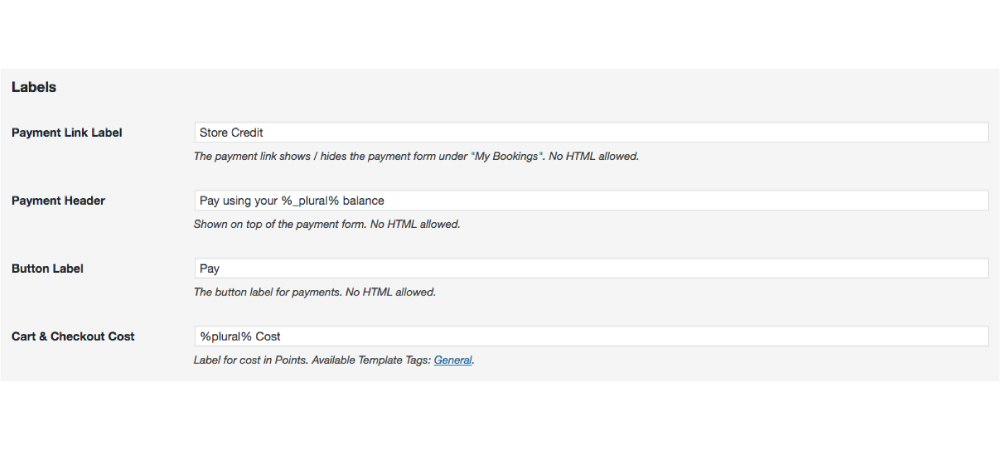 Labels
Payment Link Label
Store Credit
The payment link shows / hides the payment form under "My Bookings". No HTML allowed.
Payment Header
Pay using your %_plural% balance
Shown on top of the payment form. No HTML allowed.
Button Label
Pay
The button label for payments. No HTML allowed.
Cart & Checkout Cost
%plural% Cost
Label for cost in Points. Available Template Tags: General.